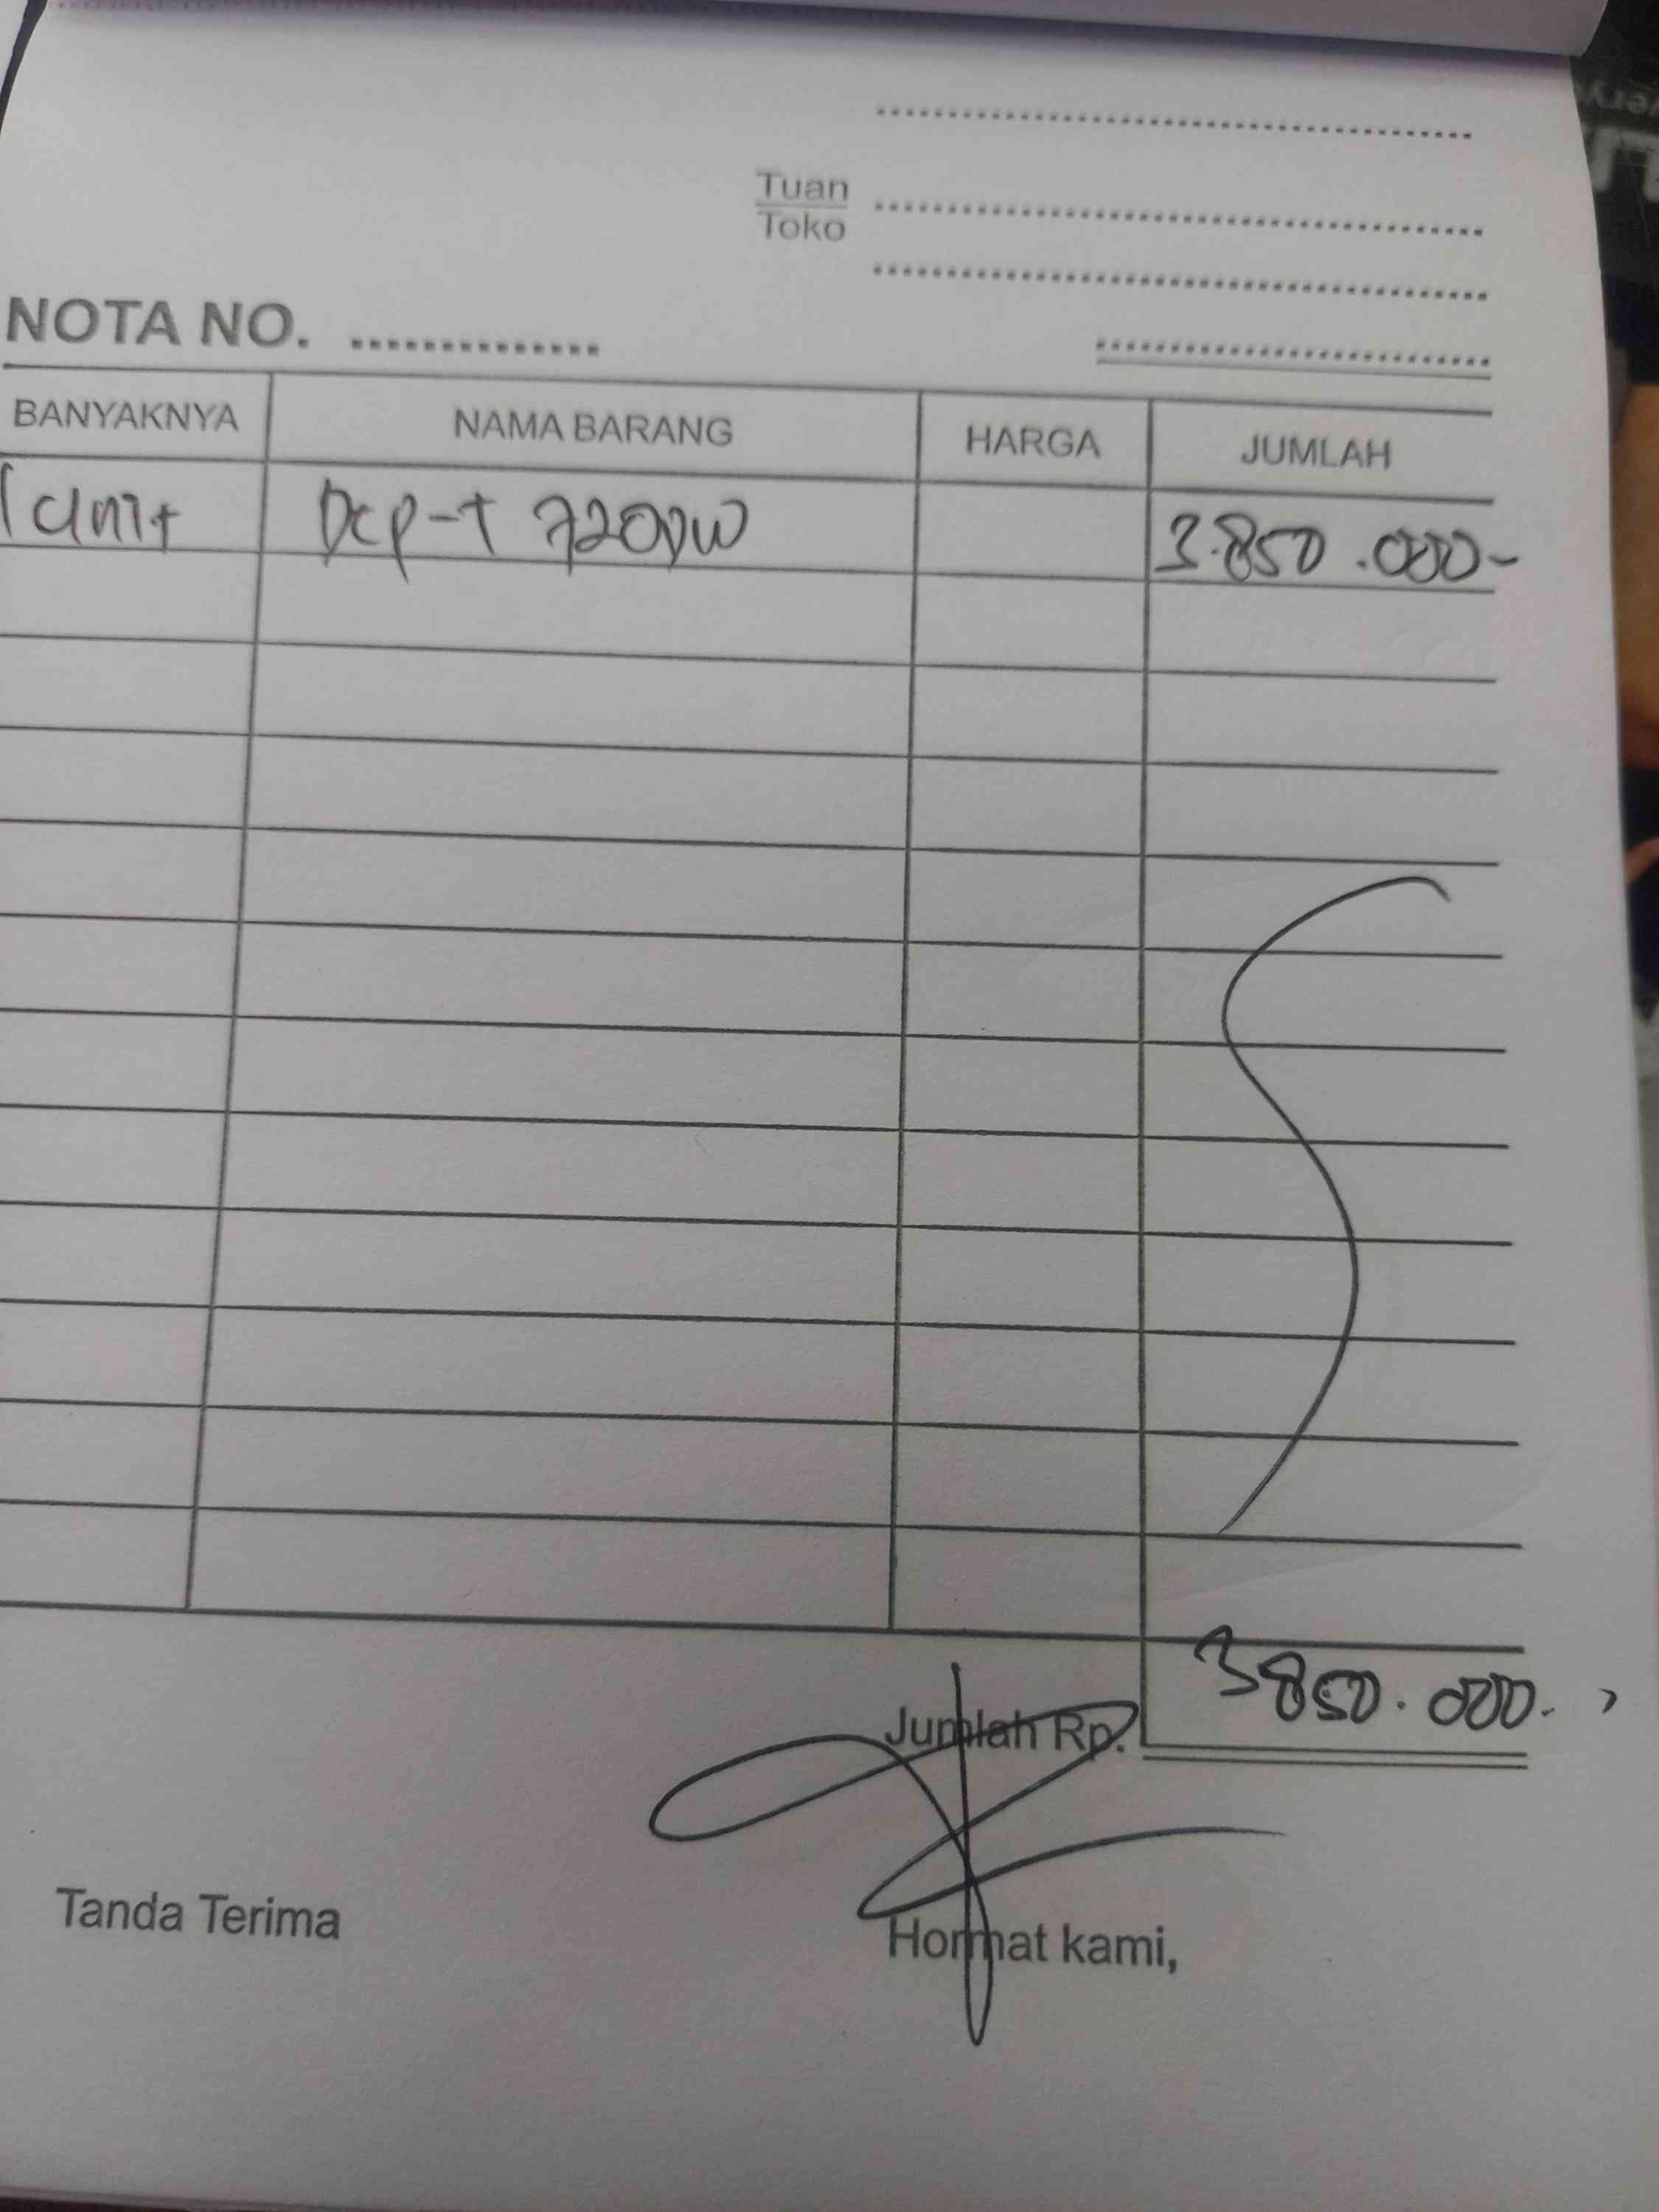 Tuan
Toko
NOTA NO. ..............
BANYAKNYA NAMA BARANG HARGA JUMLAH
1 Unit DCP-T 720DW 3.850.000-
Jumlah Rp. 3850.000-
Tanda Terima Hormat kami,